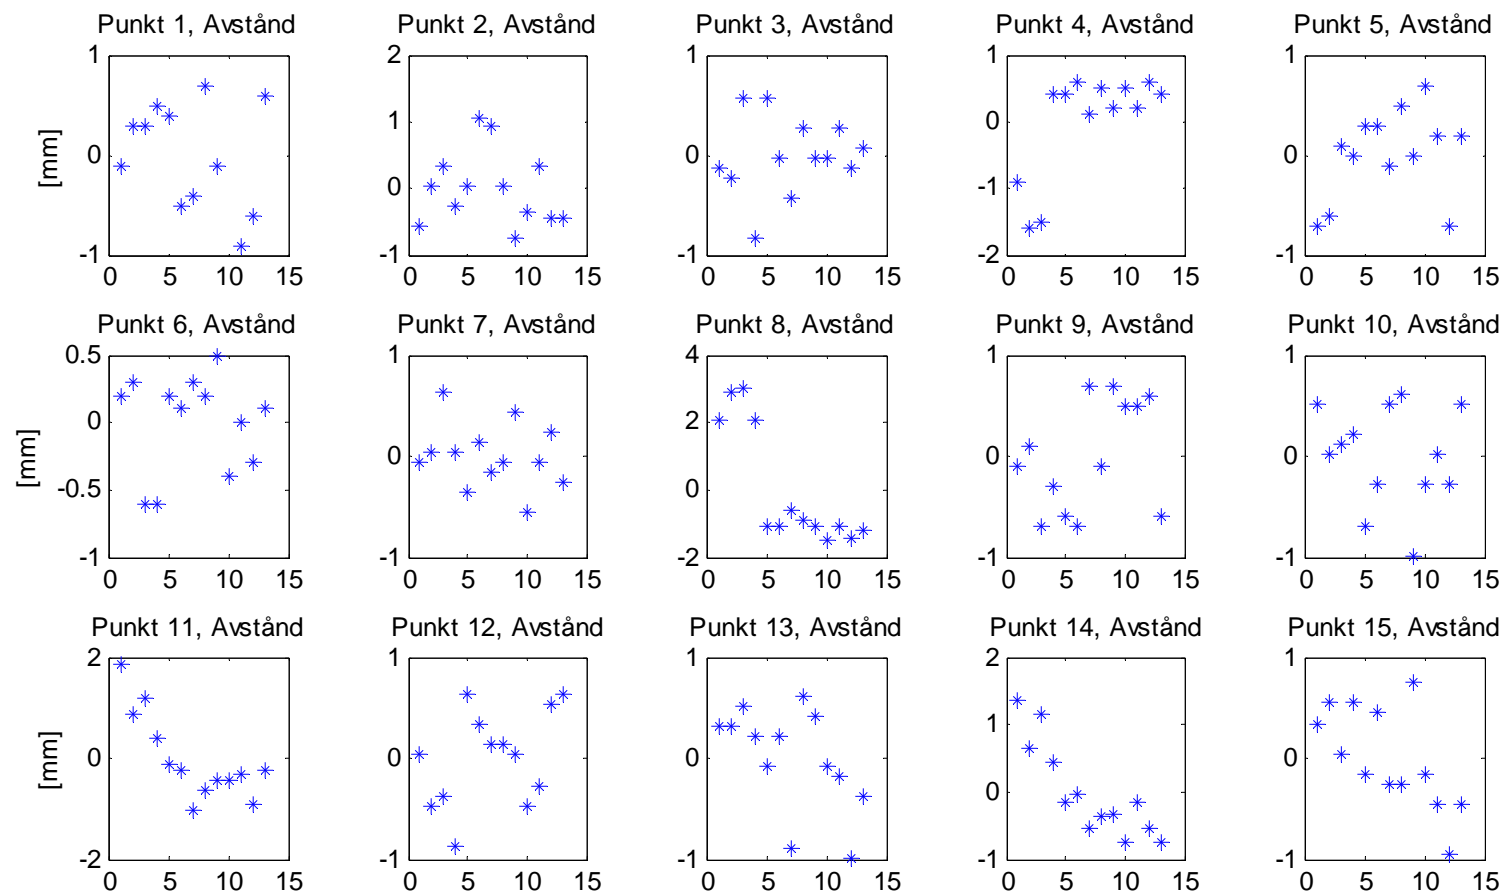 Punkt 1, Avstånd Punkt 2, Avstånd Punkt 3, Avstånd Punkt 4, Avstånd Punkt 5, Avstånd
1 2 1 1 1
[mm] 0 1 0 0 0
0 -1
-1 -1 -1 -2 -1
0 5 10 15 0 5 10 15 0 5 10 15 0 5 10 15 0 5 10 15
Punkt 6, Avstånd Punkt 7, Avstånd Punkt 8, Avstånd Punkt 9, Avstånd Punkt 10, Avstånd
0.5 1 4 1 1
[mm] 0 0 2 0 0
-0.5 0
-1 -1 -2 -1 -1
0 5 10 15 0 5 10 15 0 5 10 15 0 5 10 15 0 5 10 15
Punkt 11, Avstånd Punkt 12, Avstånd Punkt 13, Avstånd Punkt 14, Avstånd Punkt 15, Avstånd
2 1 1 2 1
[mm] 0 0 0 1 0
0
-2 -1 -1 -1 -1
0 5 10 15 0 5 10 15 0 5 10 15 0 5 10 15 0 5 10 15